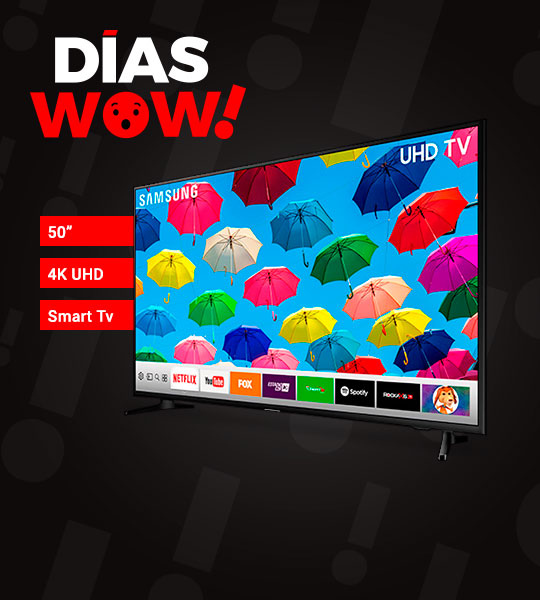 DÍAS
WOW!
SAMSUNG
UHD TV
50”
4K UHD
Smart Tv
NETFLIX
YouTube
FOX
Spotify